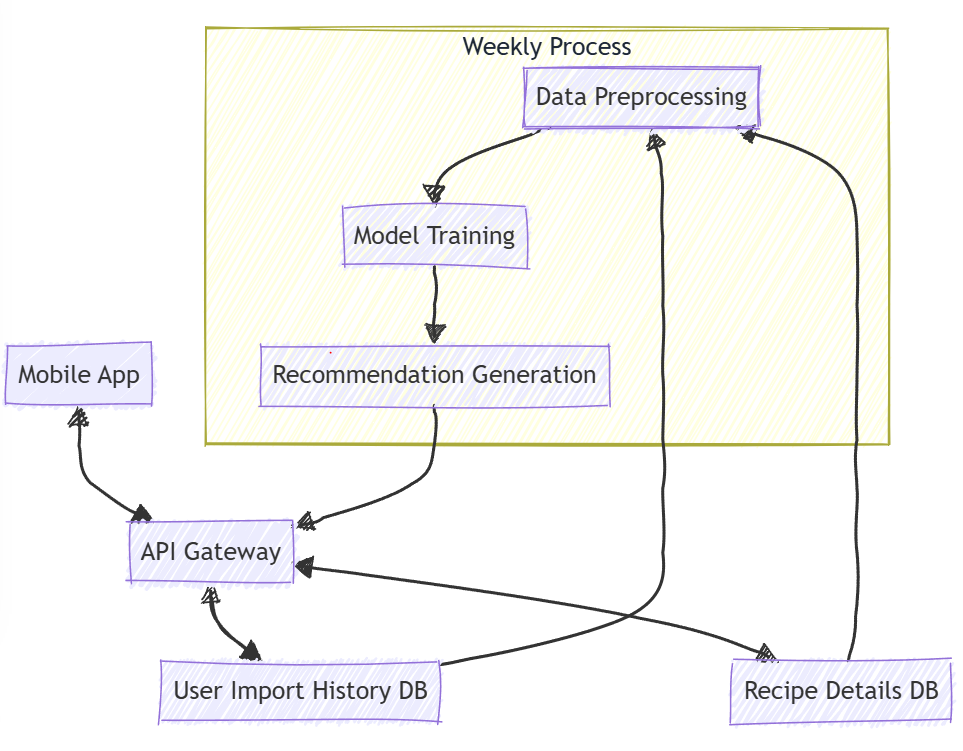 Weekly Process
Data Preprocessing
Model Training
Recommendation Generation
Mobile App
API Gateway
User Import History DB
Recipe Details DB